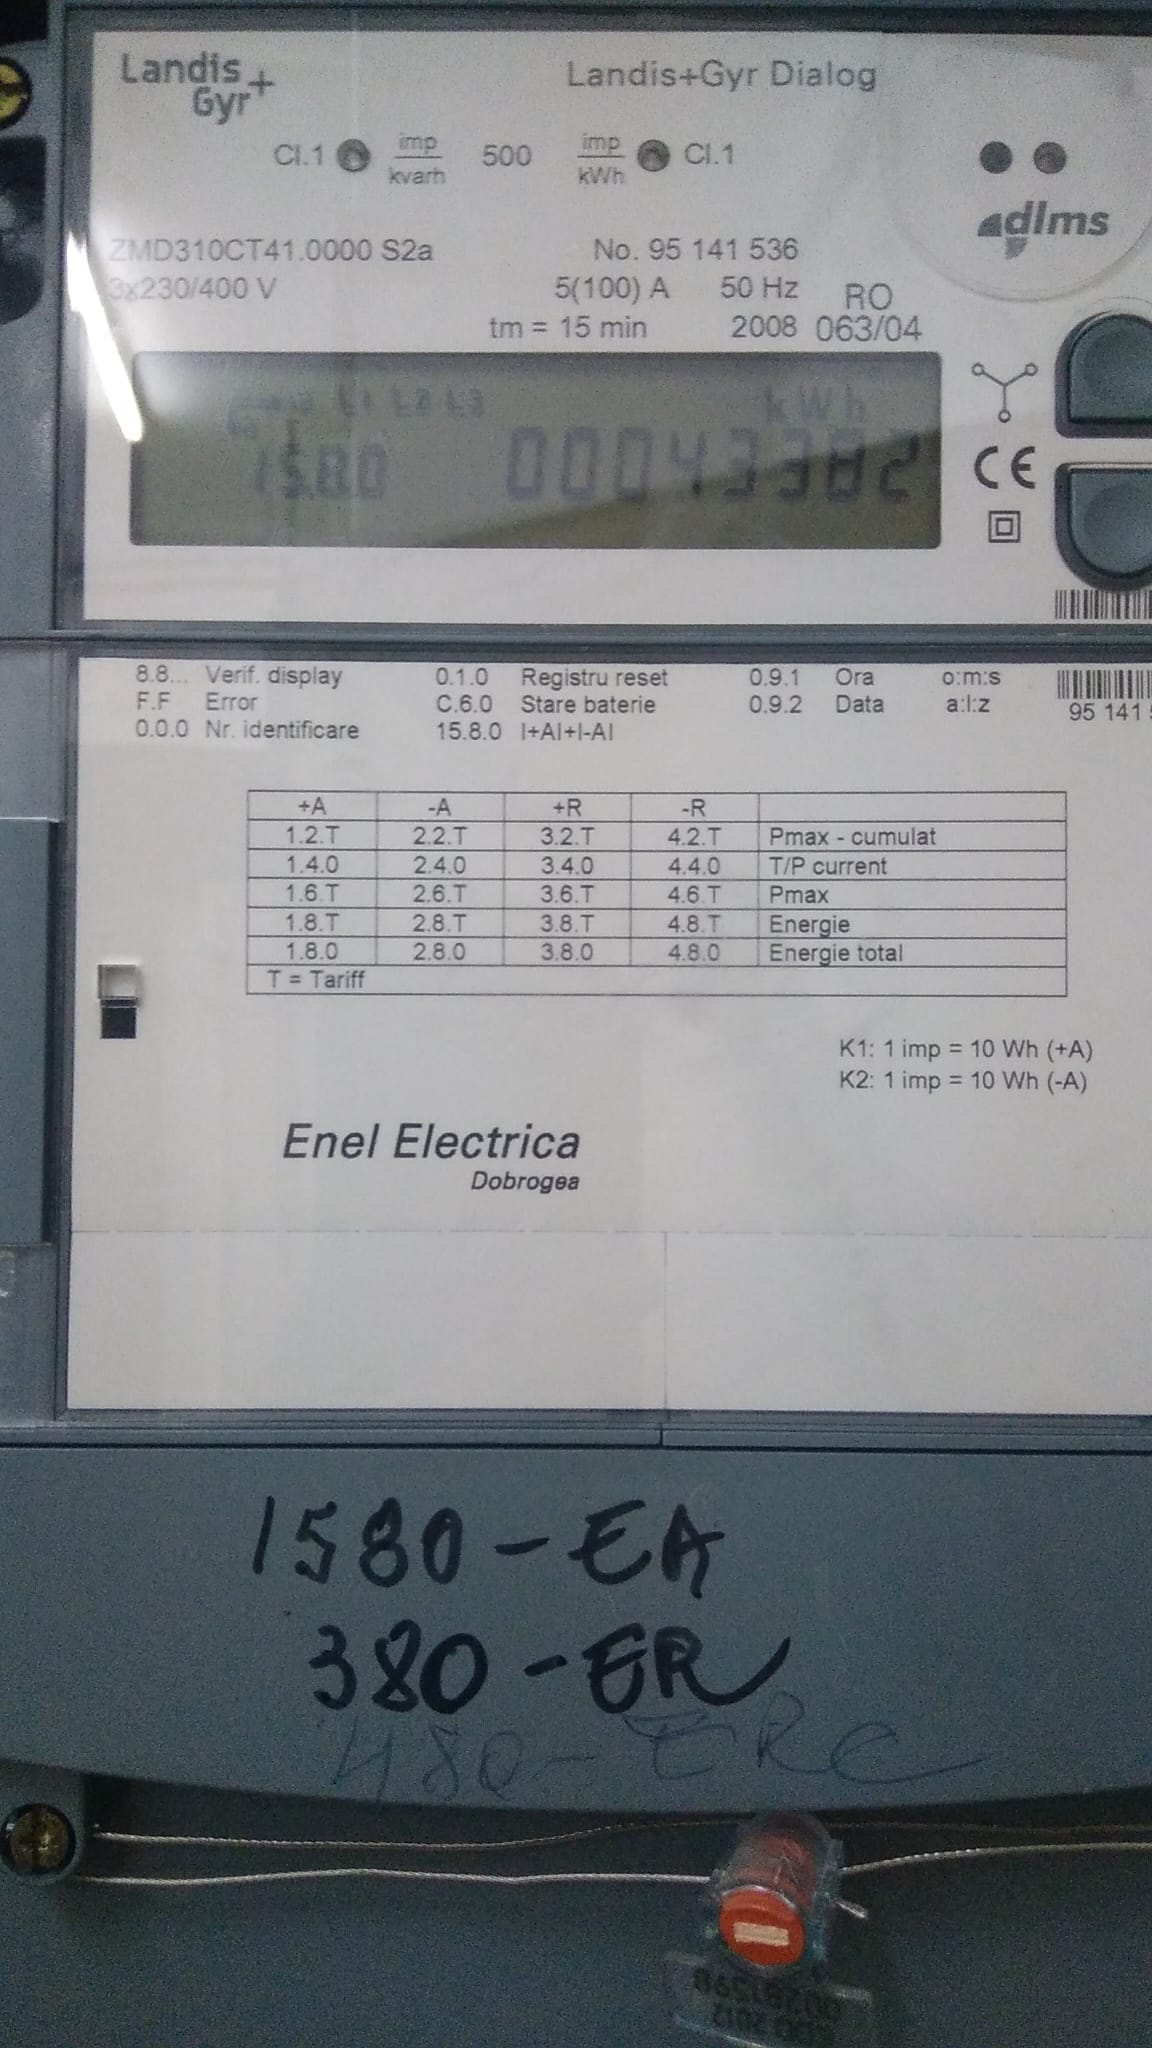 Landis+ Landis+Gyr Dialog
Gyr
Cl.1 imp/kvarh 500 imp/kWh Cl.1
dlms
ZMD310CT41.0000 S2a No. 95 141 536
3x230/400 V 5(100) A 50 Hz RO
tm = 15 min 2008 063/04
L1 L2 L3 kWh
15.8.0 00043382
CE
8.8... Verif. display 0.1.0 Registru reset 0.9.1 Ora o:m:s
F.F Error C.6.0 Stare baterie 0.9.2 Data a:l:z
0.0.0 Nr. identificare 15.8.0 I+AI+I-AI
95 141
+A -A +R -R
1.2.T 2.2.T 3.2.T 4.2.T Pmax - cumulat
1.4.0 2.4.0 3.4.0 4.4.0 T/P current
1.6.T 2.6.T 3.6.T 4.6.T Pmax
1.8.T 2.8.T 3.8.T 4.8.T Energie
1.8.0 2.8.0 3.8.0 4.8.0 Energie total
T = Tariff
K1: 1 imp = 10 Wh (+A)
K2: 1 imp = 10 Wh (-A)
Enel Electrica
Dobrogea
1580-EA
380-ER
480-ERC